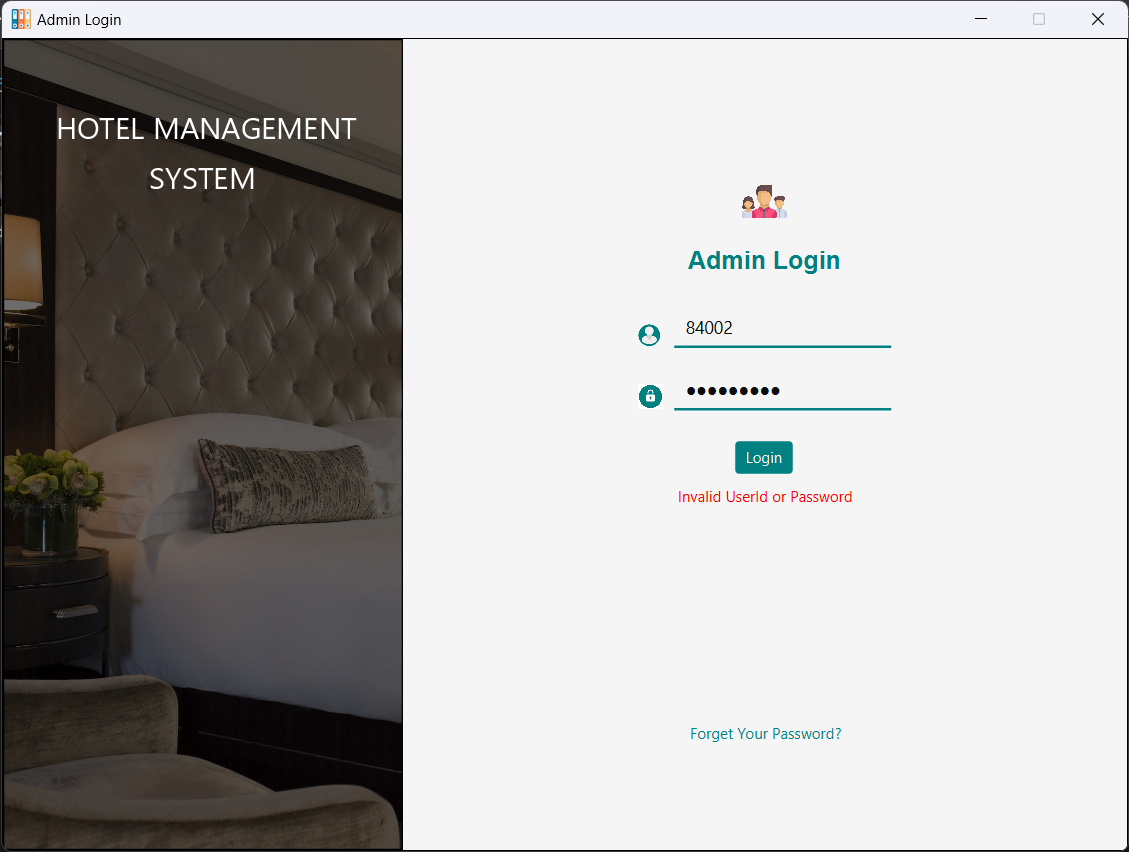 Admin Login
HOTEL MANAGEMENT
SYSTEM
Admin Login
84002
•••••••••
Login
Invalid UserId or Password
Forget Your Password?